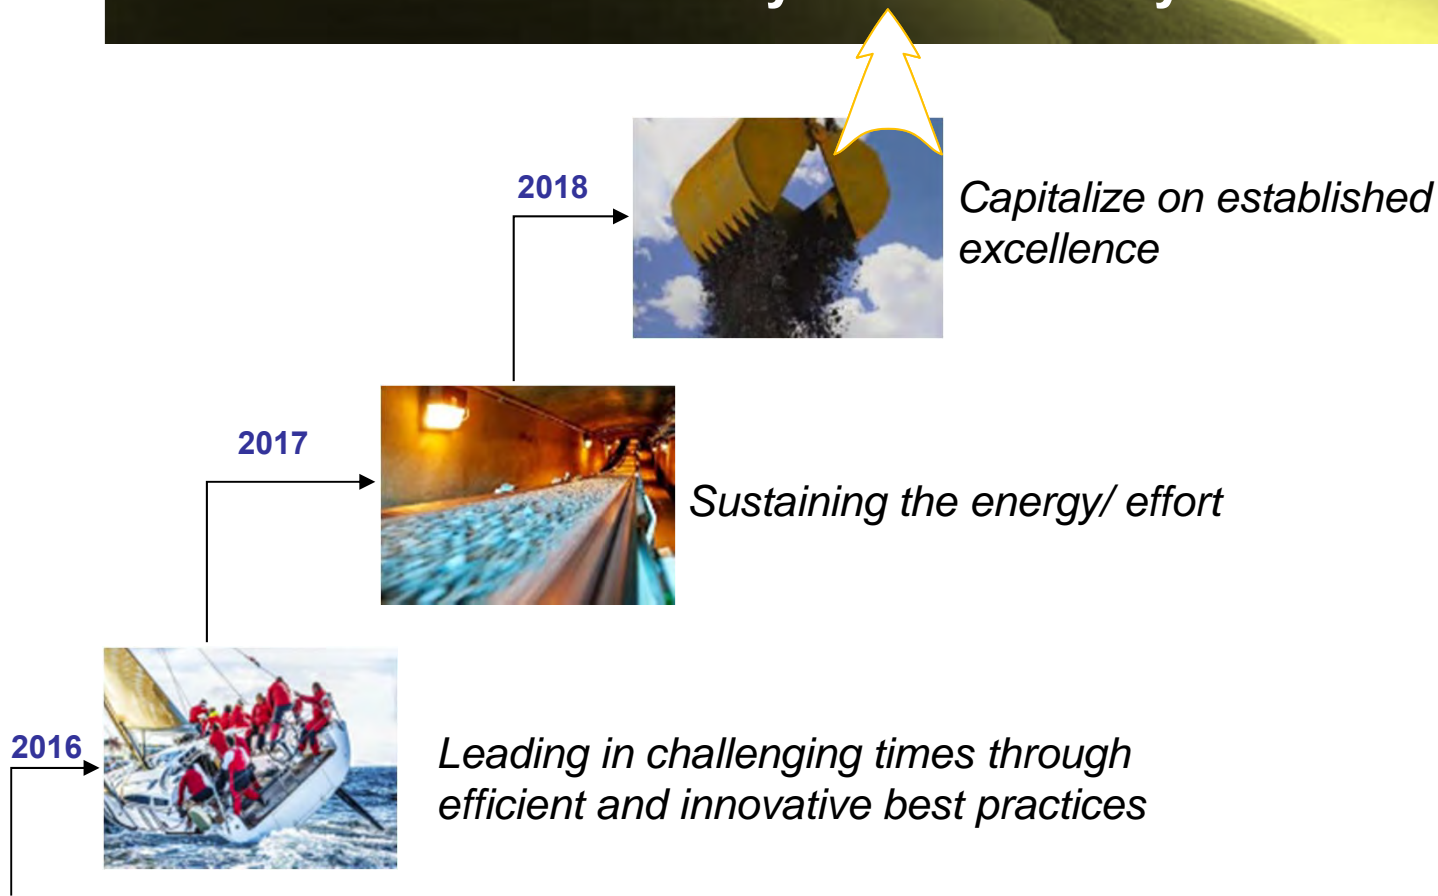 2018
Capitalize on established
excellence
2017
Sustaining the energy/ effort
2016
Leading in challenging times through
efficient and innovative best practices